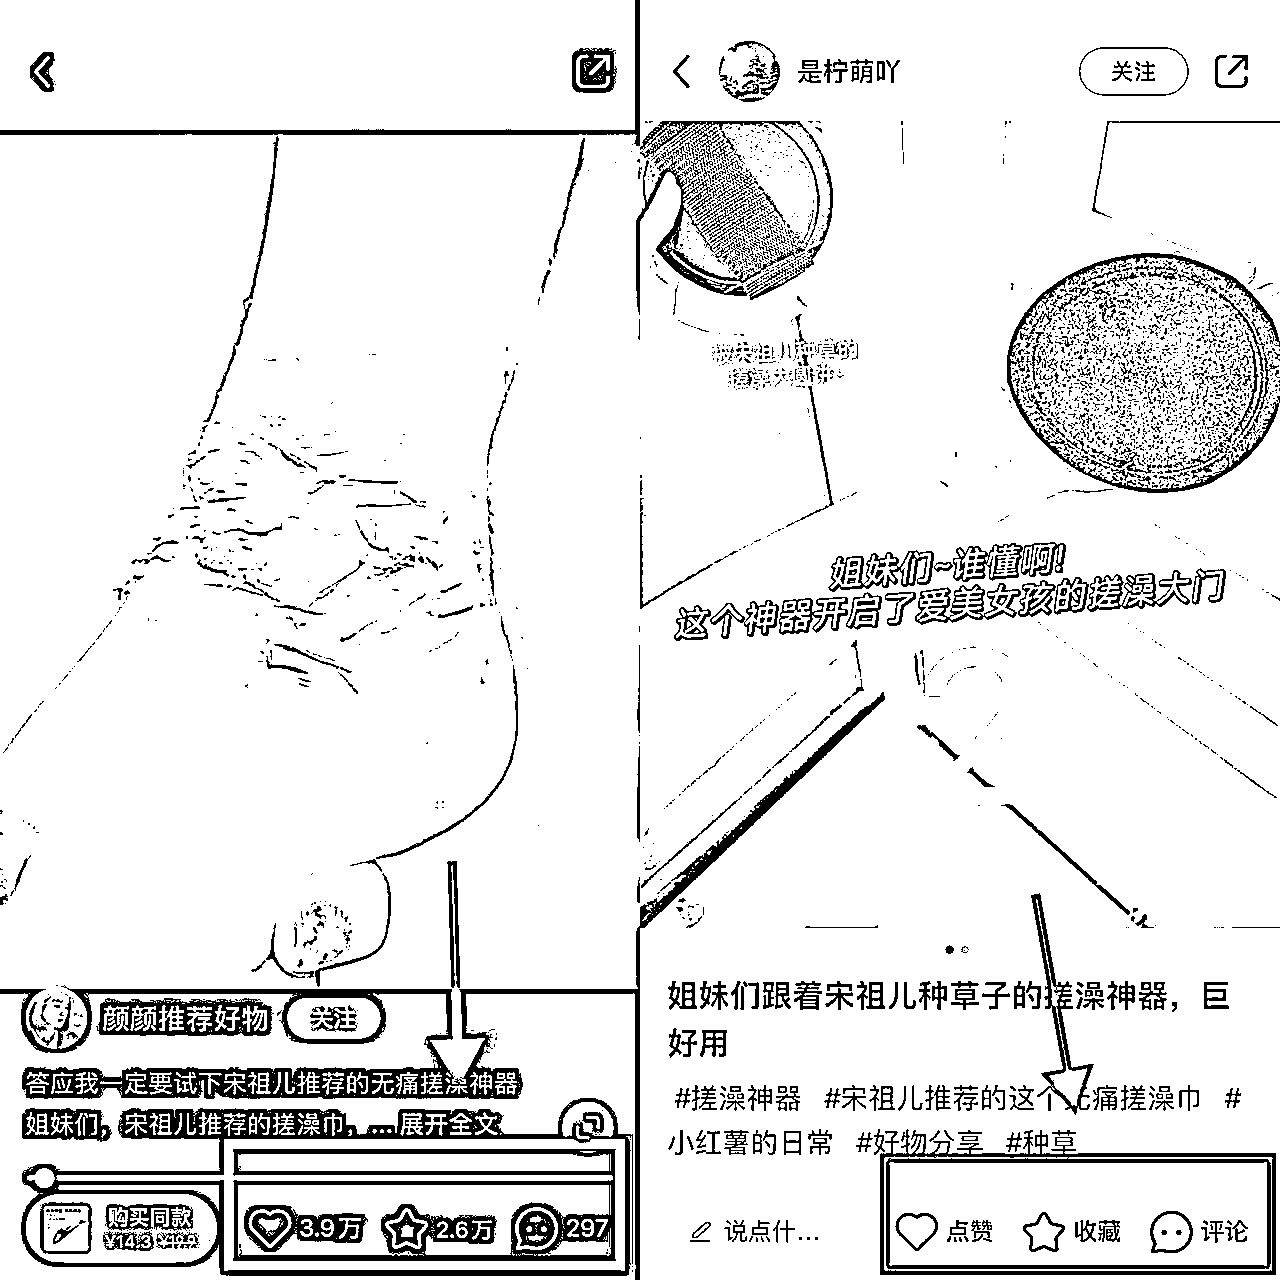 颜颜推荐好物 关注
答应我一定要试下宋祖儿推荐的无痛搓澡神器
姐妹们，宋祖儿推荐的搓澡巾，... 展开全文
购买同款
¥14.3
3.9万 2.6万 297
是柠萌吖 关注
被宋祖儿种草的
姐妹们~谁懂啊!
这个神器开启了爱美女孩的搓澡大门
姐妹们跟着宋祖儿种草子的搓澡神器，巨
好用
#搓澡神器 #宋祖儿推荐的这个无痛搓澡巾 #
小红薯的日常 #好物分享 #种草
说点什... 点赞 收藏 评论